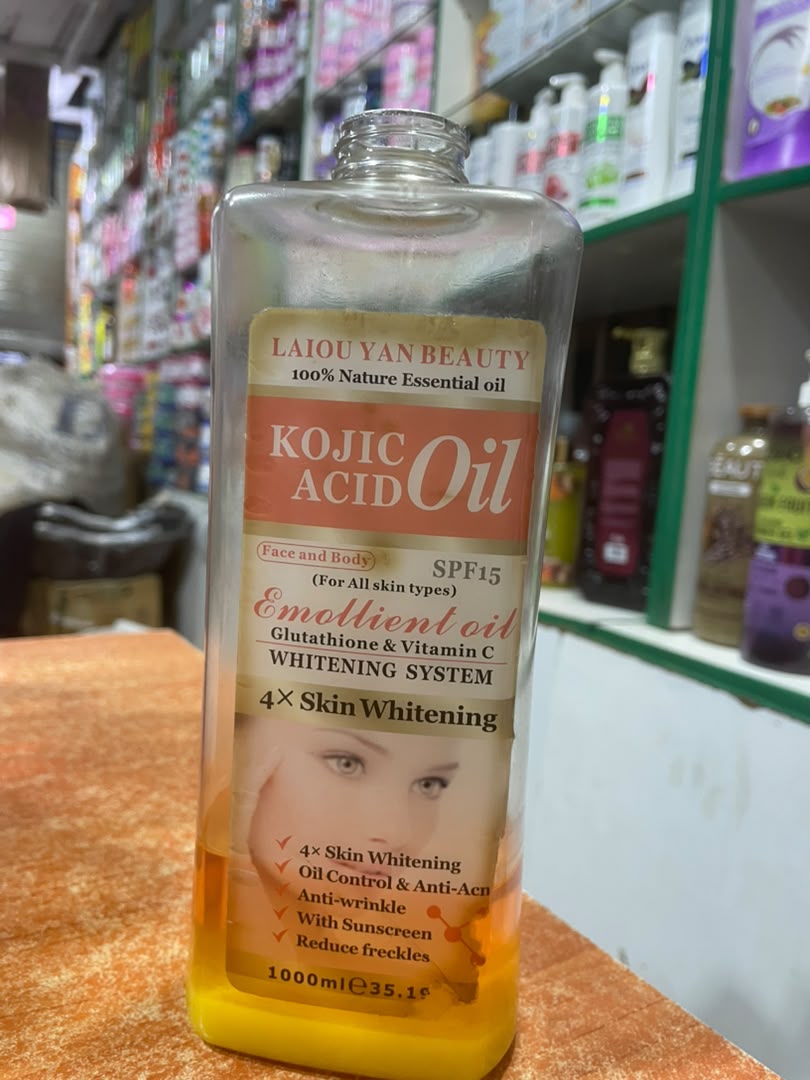 LAIOU YAN BEAUTY
100% Nature Essential oil
KOJIC
ACID Oil
Face and Body
SPF15
(For All skin types)
Emollient oil
Glutathione & Vitamin C
WHITENING SYSTEM
4× Skin Whitening
4× Skin Whitening
Oil Control & Anti-Acn
Anti-wrinkle
With Sunscreen
Reduce freckles
1000ml℮35.19